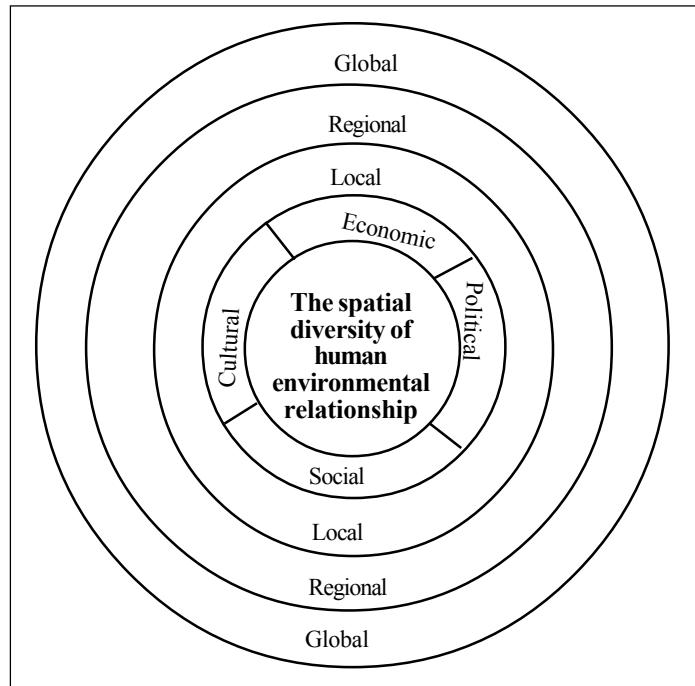 Global
Regional
Local
Economic
Political
Cultural
The spatial
diversity of
human
environmental
relationship
Social
Local
Regional
Global